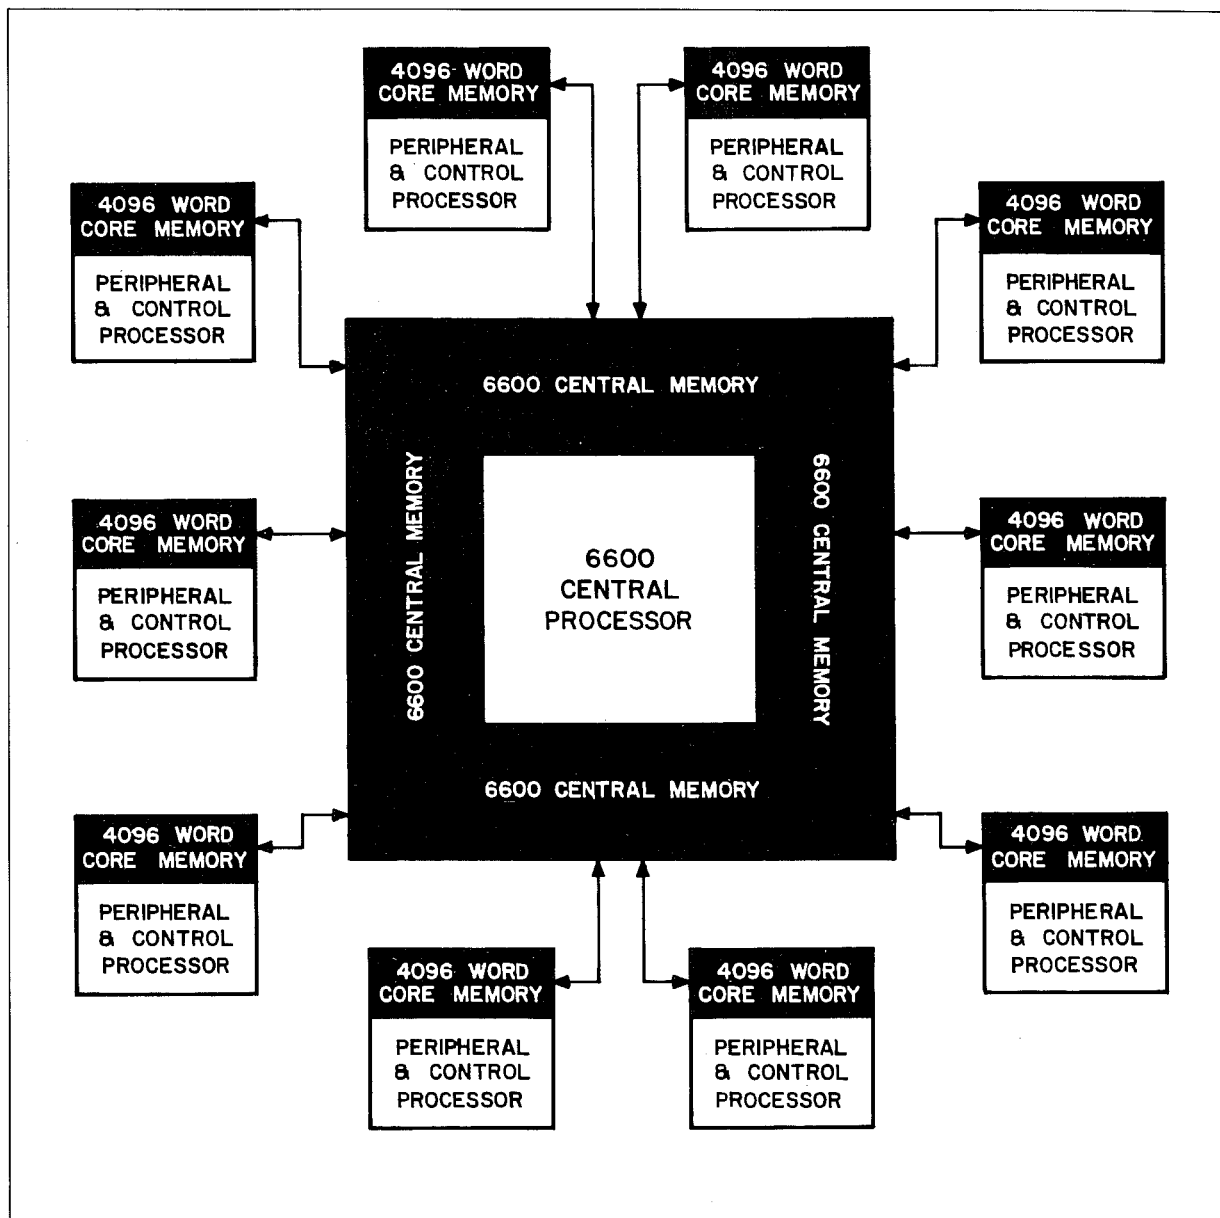 4096 WORD
CORE MEMORY
PERIPHERAL
& CONTROL
PROCESSOR
4096 WORD
CORE MEMORY
PERIPHERAL
& CONTROL
PROCESSOR
4096 WORD
CORE MEMORY
PERIPHERAL
& CONTROL
PROCESSOR
4096 WORD
CORE MEMORY
PERIPHERAL
& CONTROL
PROCESSOR
6600 CENTRAL MEMORY
6600 CENTRAL MEMORY
6600
CENTRAL
PROCESSOR
6600 CENTRAL MEMORY
6600 CENTRAL MEMORY
4096 WORD
CORE MEMORY
PERIPHERAL
& CONTROL
PROCESSOR
4096 WORD
CORE MEMORY
PERIPHERAL
& CONTROL
PROCESSOR
4096 WORD
CORE MEMORY
PERIPHERAL
& CONTROL
PROCESSOR
4096 WORD
CORE MEMORY
PERIPHERAL
& CONTROL
PROCESSOR
4096 WORD
CORE MEMORY
PERIPHERAL
& CONTROL
PROCESSOR
4096 WORD
CORE MEMORY
PERIPHERAL
& CONTROL
PROCESSOR